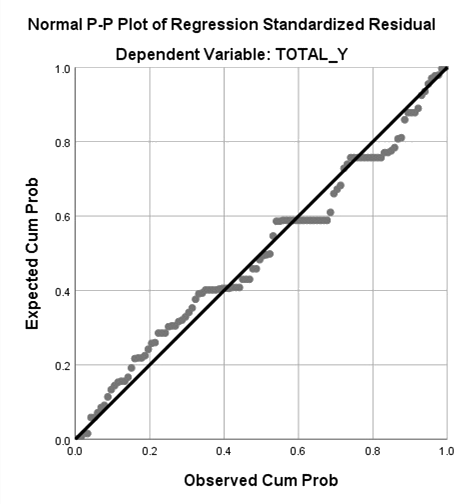 Normal P-P Plot of Regression Standardized Residual
Dependent Variable: TOTAL_Y
1.0
0.8
0.6
0.4
0.2
0.0
Expected Cum Prob
0.0 0.2 0.4 0.6 0.8 1.0
Observed Cum Prob